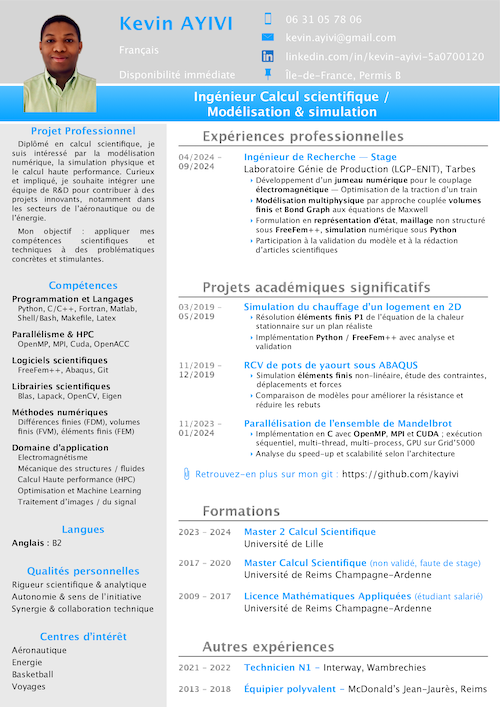 Kevin AYIVI
Français
Disponibilité immédiate
06 31 05 78 06
kevin.ayivi@gmail.com
linkedin.com/in/kevin-ayivi-5a0700120
Île-de-France, Permis B
Ingénieur Calcul scientifique /
Modélisation & simulation
Projet Professionnel
Diplômé en calcul scientifique, je
suis intéressé par la modélisation
numérique, la simulation physique et
le calcul haute performance. Curieux
et impliqué, je souhaite intégrer une
équipe de R&D pour contribuer à des
projets innovants, notamment dans
les secteurs de l'aéronautique ou de
l'énergie.
Mon objectif : appliquer mes
compétences scientifiques et
techniques à des problématiques
concrètes et stimulantes.
Compétences
Programmation et Langages
Python, C/C++, Fortran, Matlab,
Shell/Bash, Makefile, Latex
Parallélisme & HPC
OpenMP, MPI, Cuda, OpenACC
Logiciels scientifiques
FreeFem++, Abaqus, Git
Librairies scientifiques
Blas, Lapack, OpenCV, Eigen
Méthodes numériques
Différences finies (FDM), volumes
finis (FVM), éléments finis (FEM)
Domaine d'application
Electromagnétisme
Mécanique des structures / fluides
Calcul Haute performance (HPC)
Optimisation et Machine Learning
Traitement d'images / du signal
Langues
Anglais : B2
Qualités personnelles
Rigueur scientifique & analytique
Autonomie & sens de l'initiative
Synergie & collaboration technique
Centres d'intérêt
Aéronautique
Energie
Basketball
Voyages
Expériences professionnelles
04/2024 –
09/2024
Ingénieur de Recherche — Stage
Laboratoire Génie de Production (LGP-ENIT), Tarbes
Développement d'un jumeau numérique pour le couplage
électromagnétique — Optimisation de la traction d'un train
Modélisation multiphysique par approche couplée volumes
finis et Bond Graph aux équations de Maxwell
Formulation en représentation d'état, maillage non structuré
sous FreeFem++, simulation numérique sous Python
Participation à la validation du modèle et à la rédaction
d'articles scientifiques
Projets académiques significatifs
03/2019 –
05/2019
Simulation du chauffage d'un logement en 2D
Résolution éléments finis P1 de l'équation de la chaleur
stationnaire sur un plan réaliste
Implémentation Python / FreeFem++ avec analyse et
validation
11/2019 –
12/2019
RCV de pots de yaourt sous ABAQUS
Simulation éléments finis non-linéaire, étude des contraintes,
déplacements et forces
Comparaison de modèles pour améliorer la resistance et
réduire les rebuts
11/2023 –
01/2024
Parallélisation de l'ensemble de Mandelbrot
Implémentation en C avec OpenMP, MPI et CUDA ; exécution
séquentiel, multi-thread, multi-process, GPU sur Grid'5000
Analyse du speed-up et scalabilité selon l'architecture
Retrouvez-en plus sur mon git : https://github.com/kayivi
Formations
2023 – 2024
Master 2 Calcul Scientifique
Université de Lille
2017 – 2020
Master Calcul Scientifique (non validé, faute de stage)
Université de Reims Champagne-Ardenne
2009 – 2017
Licence Mathématiques Appliquées (étudiant salarié)
Université de Reims Champagne-Ardenne
Autres expériences
2021 – 2022
Technicien N1 – Interway, Wambrechies
2013 – 2018
Équipier polyvalent – McDonald's Jean-Jaurès, Reims